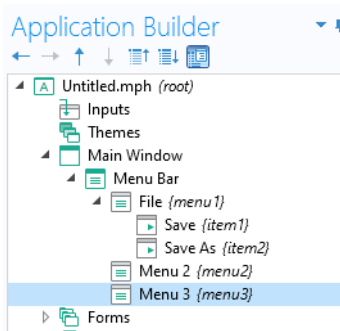 Application Builder
Untitled.mph (root)
Inputs
Themes
Main Window
Menu Bar
File {menu1}
Save {item1}
Save As {item2}
Menu 2 {menu2}
Menu 3 {menu3}
Forms